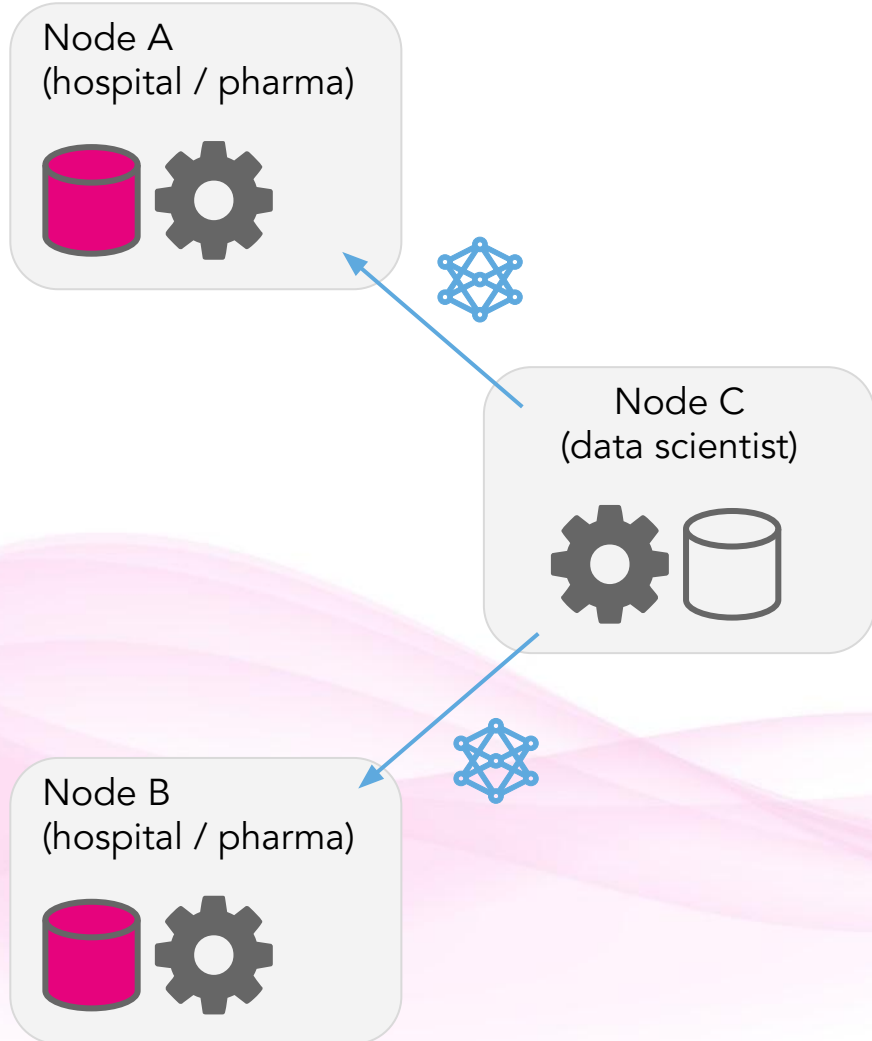 Node A
(hospital / pharma)
Node C
(data scientist)
Node B
(hospital / pharma)